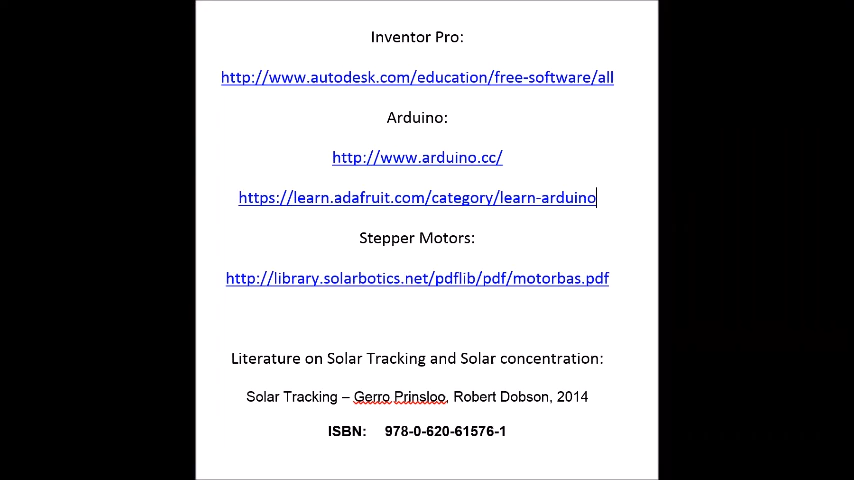 Inventor Pro:
http://www.autodesk.com/education/free-software/all
Arduino:
http://www.arduino.cc/
https://learn.adafruit.com/category/learn-arduino
Stepper Motors:
http://library.solarbotics.net/pdflib/pdf/motorbas.pdf
Literature on Solar Tracking and Solar concentration:
Solar Tracking – Gerro Prinsloo, Robert Dobson, 2014
ISBN: 978-0-620-61576-1